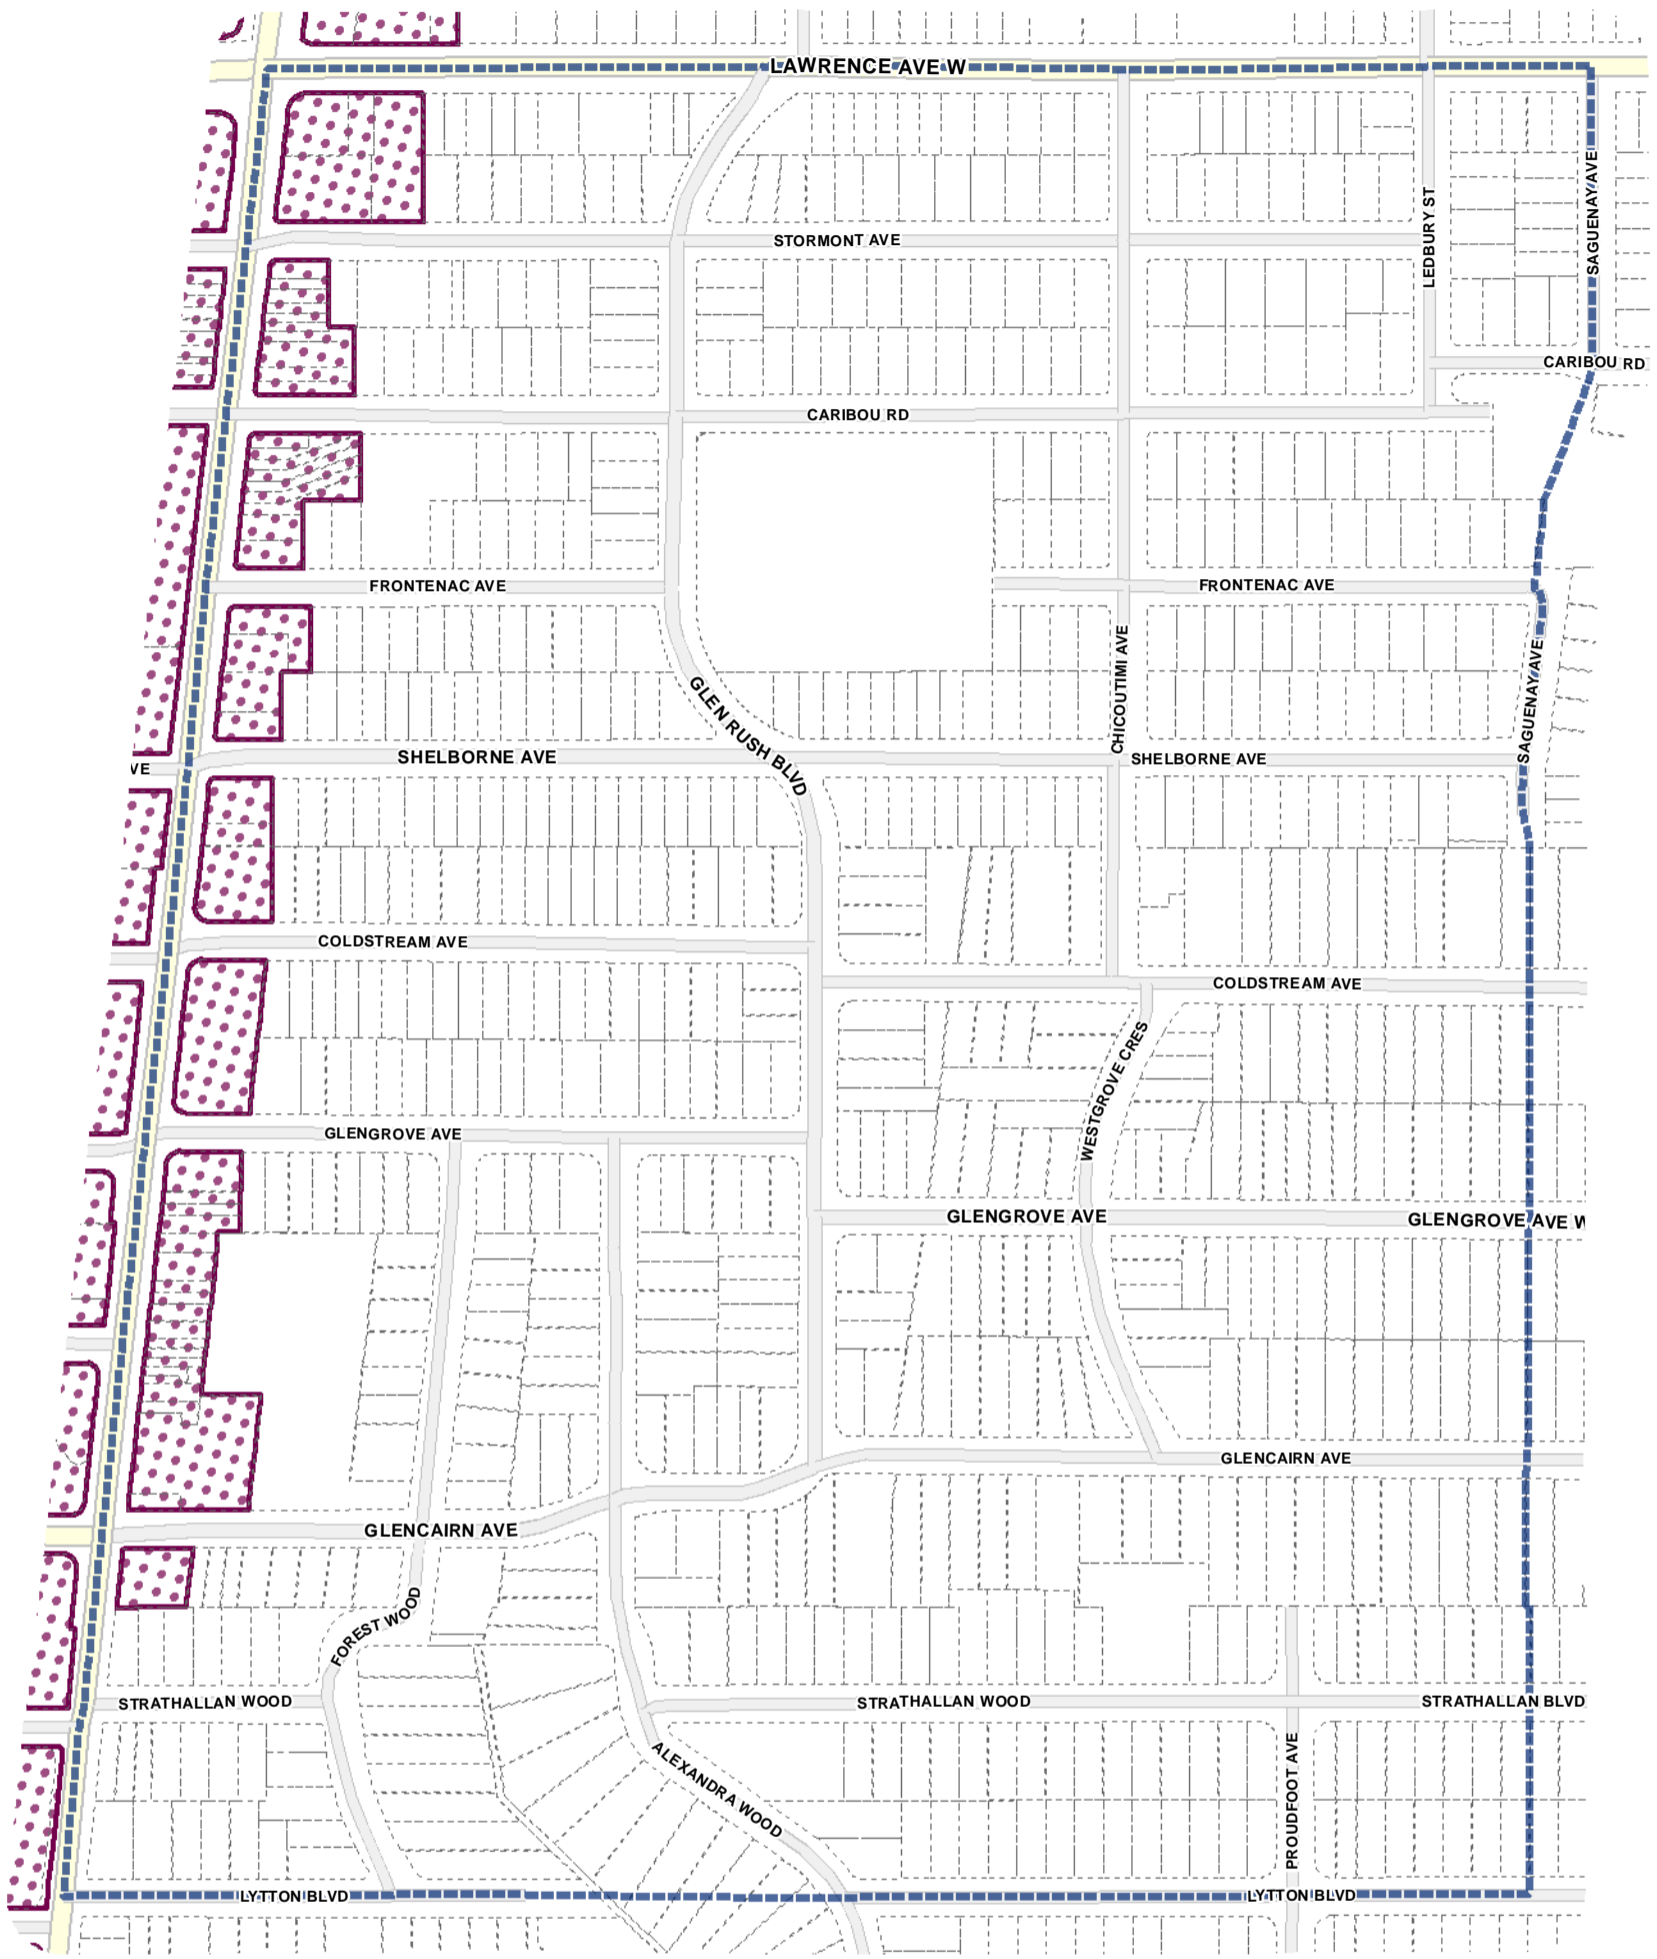 LAWRENCE AVE W
SAGUENAY AVE
LEDBURY ST
STORMONT AVE
CARIBOU RD
CARIBOU RD
FRONTENAC AVE
FRONTENAC AVE
CHICOUTIMI AVE
SAGUENAY AVE
GLEN RUSH BLVD
SHELBORNE AVE
SHELBORNE AVE
VE
COLDSTREAM AVE
COLDSTREAM AVE
WESTGROVE CRES
GLENGROVE AVE
GLENGROVE AVE
GLENGROVE AVE W
GLENCAIRN AVE
GLENCAIRN AVE
FOREST WOOD
STRATHALLAN WOOD
STRATHALLAN WOOD
STRATHALLAN BLVD
ALEXANDRA WOOD
PROUDFOOT AVE
LYTTON BLVD
LYTTON BLVD